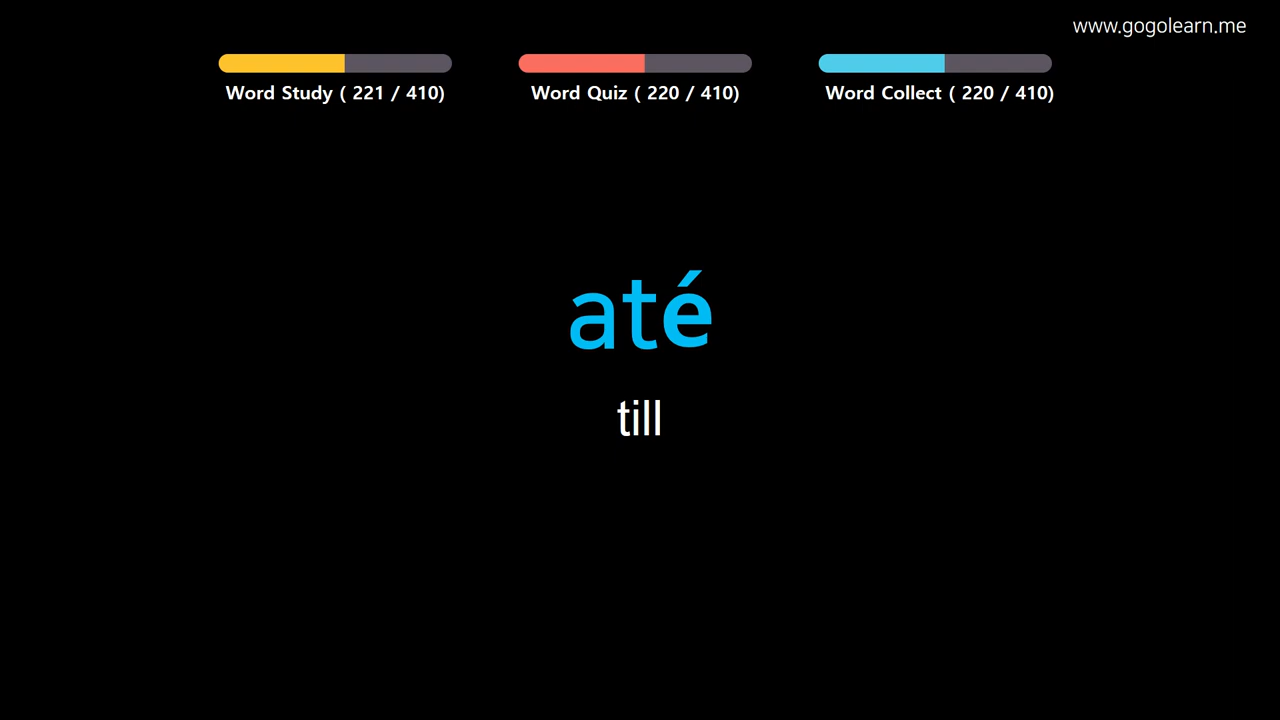 www.gogolearn.me
Word Study ( 221 / 410)
Word Quiz ( 220 / 410)
Word Collect ( 220 / 410)
até
till